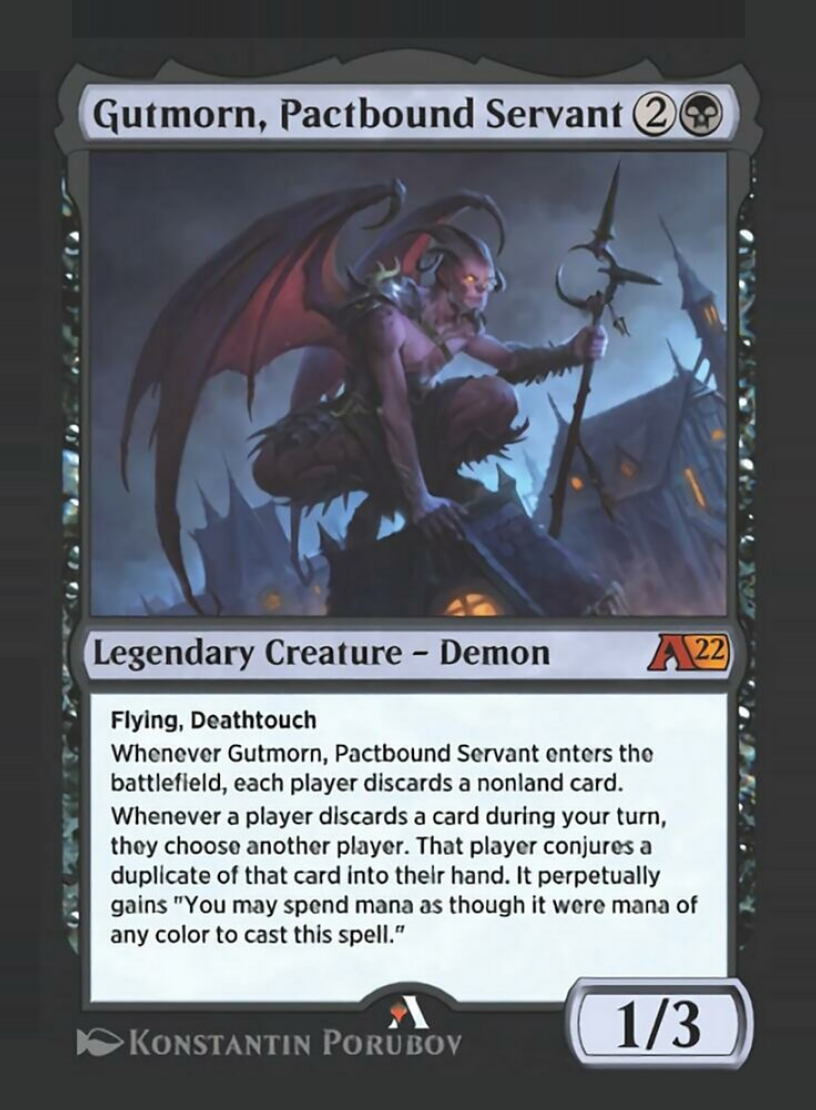 Gutmorn, Pactbound Servant 2
Legendary Creature – Demon
A22
Flying, Deathtouch
Whenever Gutmorn, Pactbound Servant enters the
battlefield, each player discards a nonland card.
Whenever a player discards a card during your turn,
they choose another player. That player conjures a
duplicate of that card into their hand. It perpetually
gains "You may spend mana as though it were mana of
any color to cast this spell."
1/3
Konstantin Porubov